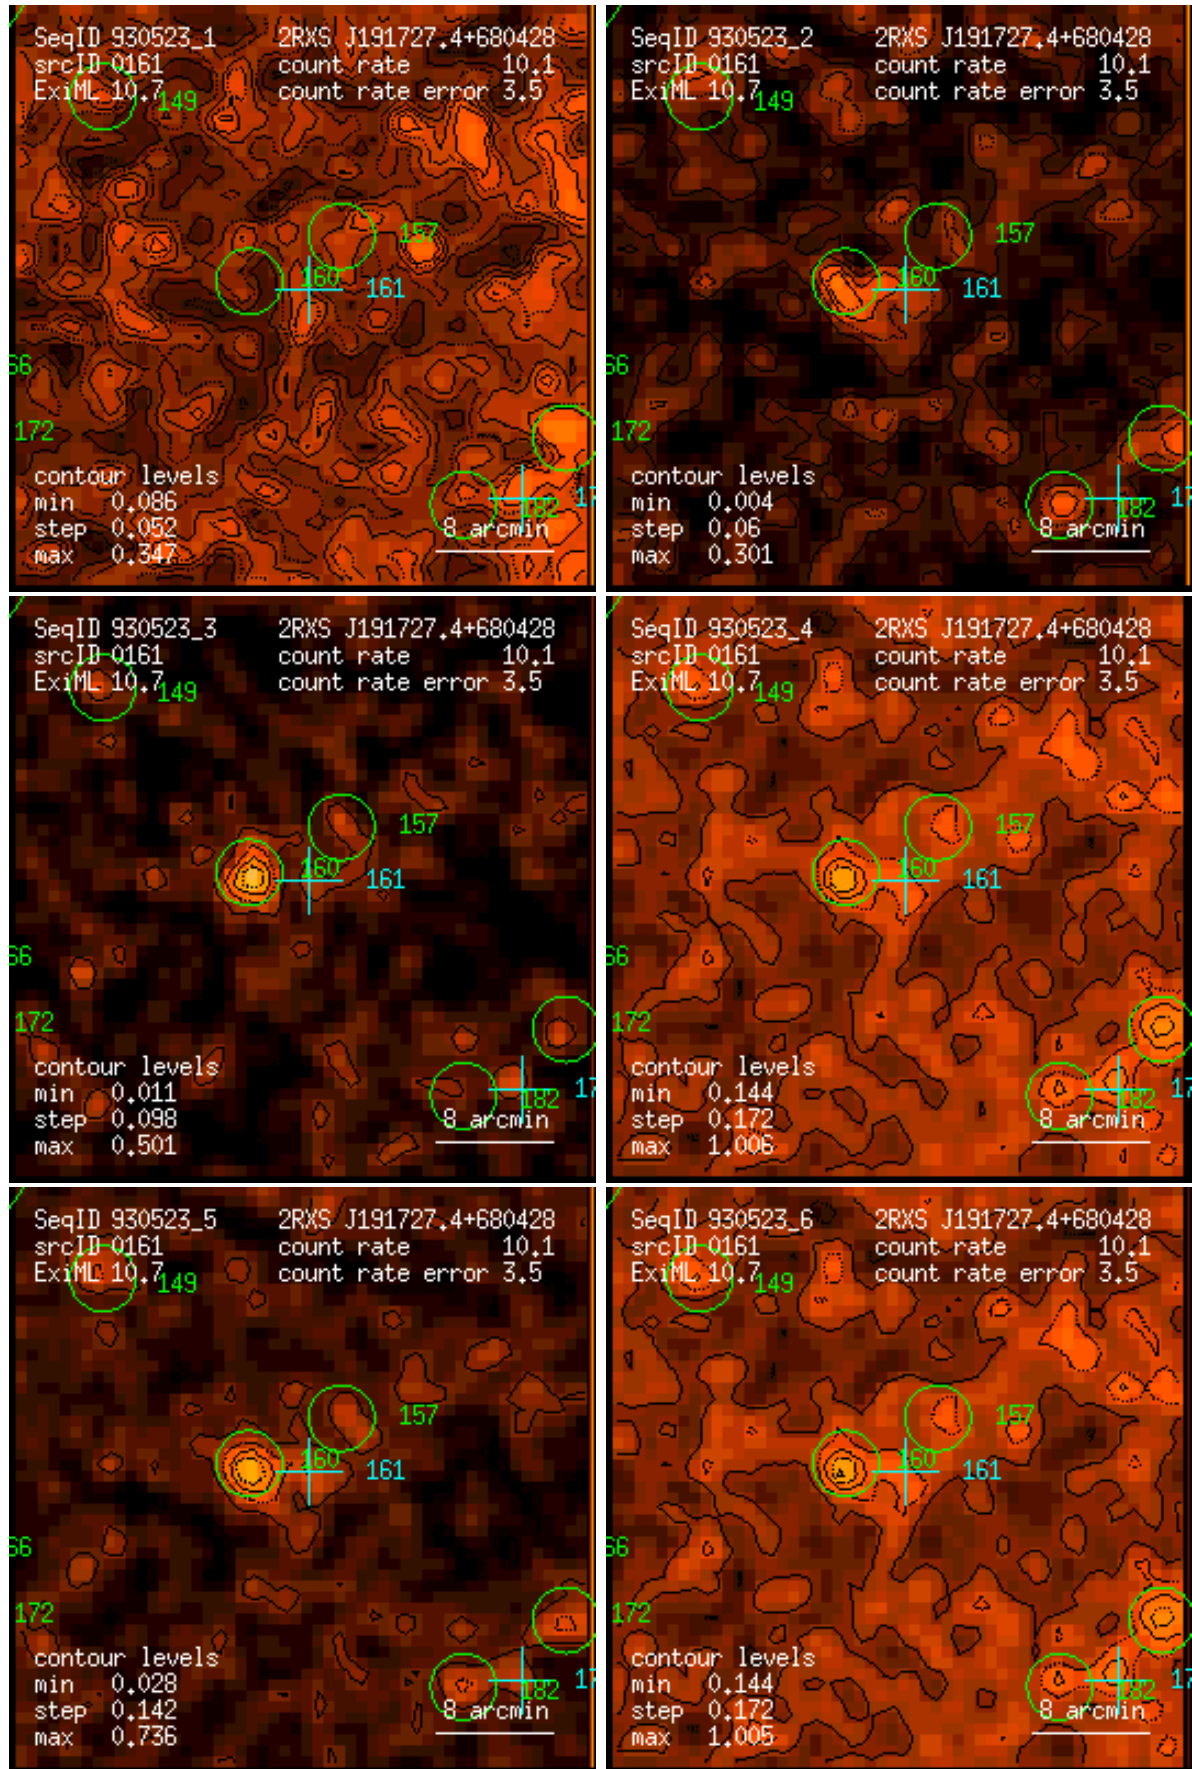 SeqID 930523_1 2RXS J191727.4+680428
srcID 0161 count rate 10.1
ExiML 10.7 count rate error 3.5
149
157
160
161
66
172
contour levels
min 0.086
step 0.052
max 0.347
182
17
8 arcmin
SeqID 930523_2 2RXS J191727.4+680428
srcID 0161 count rate 10.1
ExiML 10.7 count rate error 3.5
149
157
160
161
66
172
contour levels
min 0.004
step 0.06
max 0.301
182
17
8 arcmin
SeqID 930523_3 2RXS J191727.4+680428
srcID 0161 count rate 10.1
ExiML 10.7 count rate error 3.5
149
157
160
161
66
172
contour levels
min 0.011
step 0.098
max 0.501
182
17
8 arcmin
SeqID 930523_4 2RXS J191727.4+680428
srcID 0161 count rate 10.1
ExiML 10.7 count rate error 3.5
149
157
160
161
66
172
contour levels
min 0.144
step 0.172
max 1.006
182
17
8 arcmin
SeqID 930523_5 2RXS J191727.4+680428
srcID 0161 count rate 10.1
ExiML 10.7 count rate error 3.5
149
157
160
161
66
172
contour levels
min 0.028
step 0.142
max 0.736
182
17
8 arcmin
SeqID 930523_6 2RXS J191727.4+680428
srcID 0161 count rate 10.1
ExiML 10.7 count rate error 3.5
149
157
160
161
66
172
contour levels
min 0.144
step 0.172
max 1.005
182
17
8 arcmin